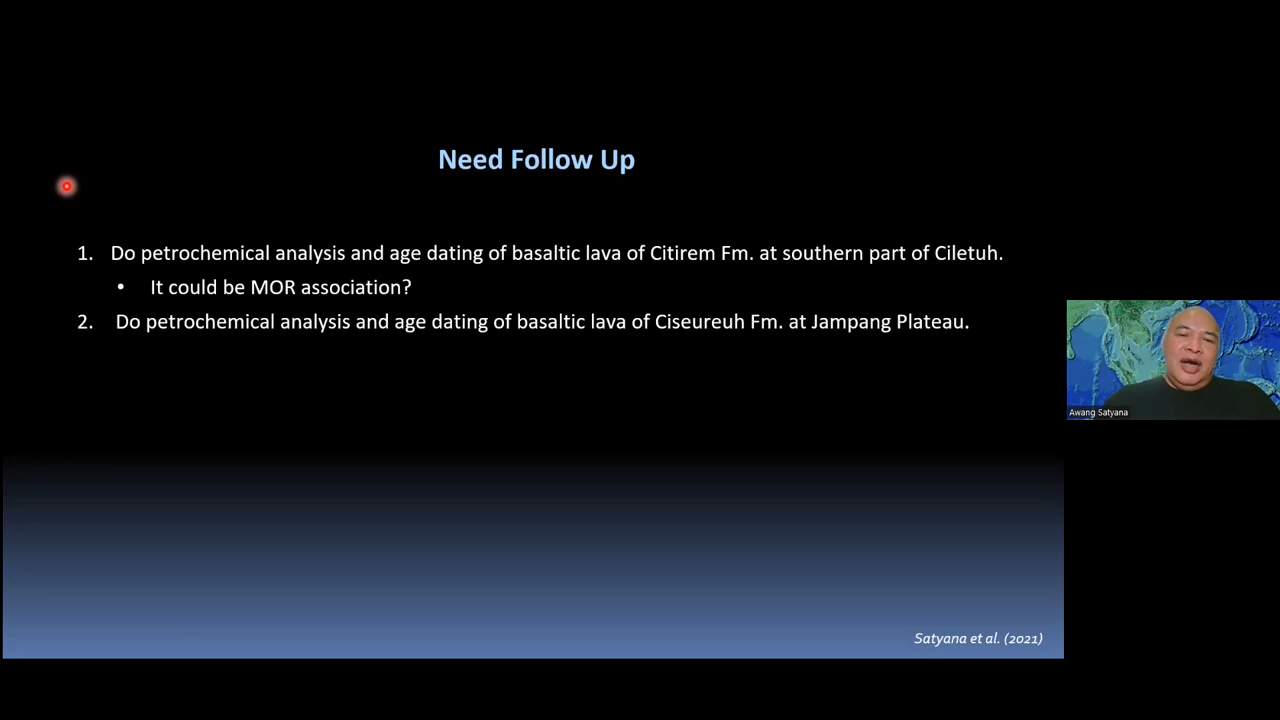 Need Follow Up
1. Do petrochemical analysis and age dating of basaltic lava of Citirem Fm. at southern part of Ciletuh.
• It could be MOR association?
2. Do petrochemical analysis and age dating of basaltic lava of Ciseureuh Fm. at Jampang Plateau.
Awang Satyana
Satyana et al. (2021)